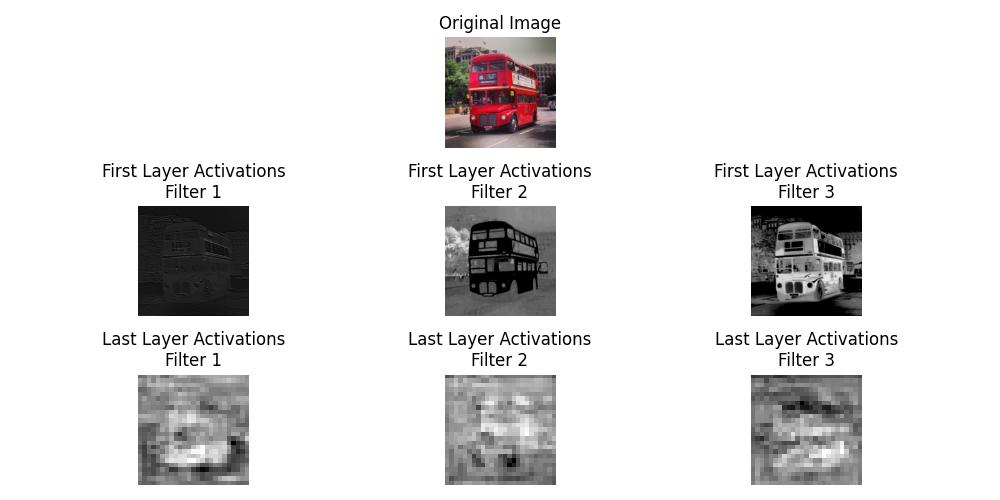 Original Image
First Layer Activations
Filter 1
First Layer Activations
Filter 2
First Layer Activations
Filter 3
Last Layer Activations
Filter 1
Last Layer Activations
Filter 2
Last Layer Activations
Filter 3